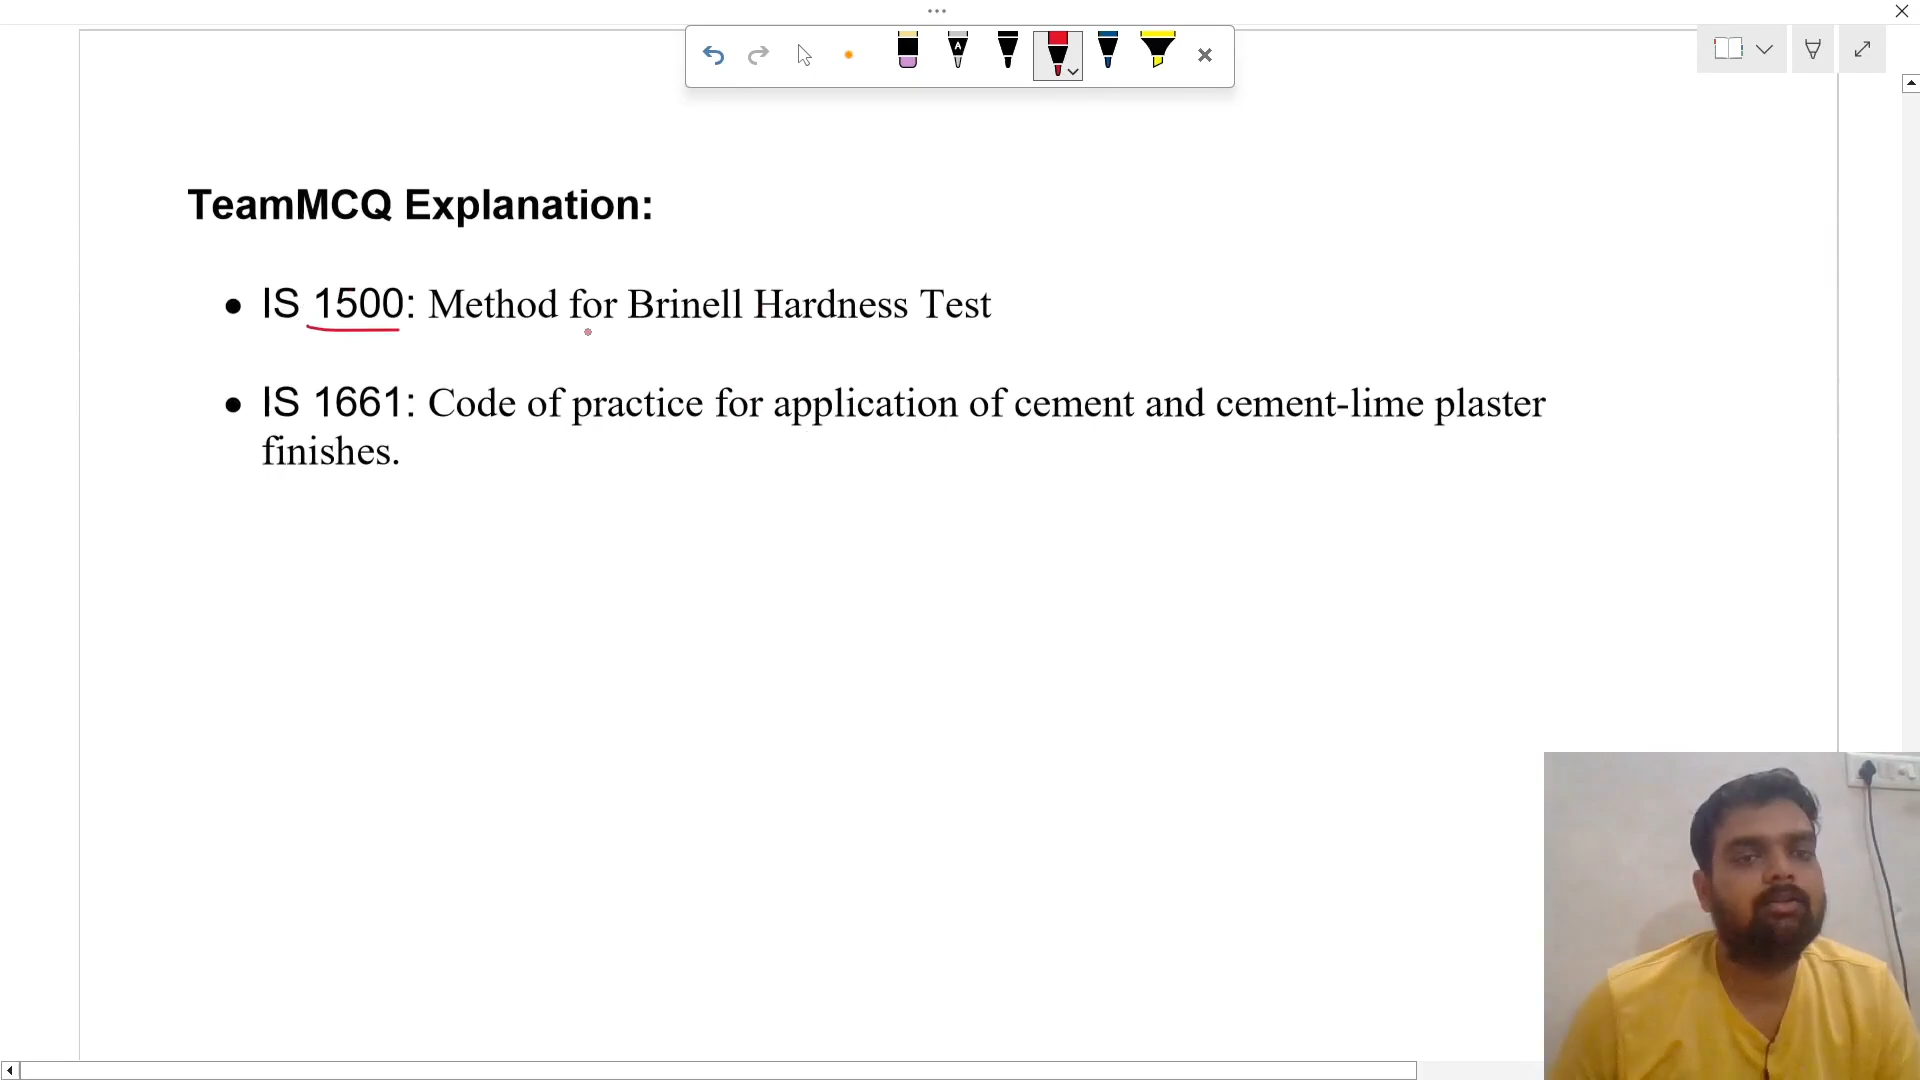 TeamMCQ Explanation:
● IS 1500: Method for Brinell Hardness Test
● IS 1661: Code of practice for application of cement and cement-lime plaster
finishes.